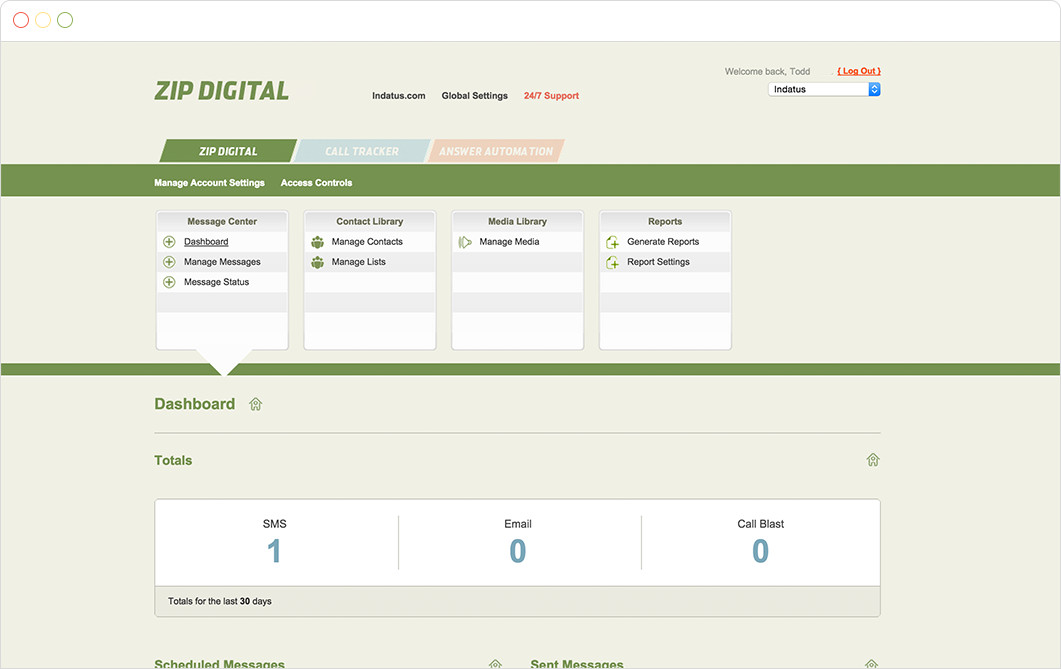 Welcome back, Todd { Log Out }
Indatus
ZIP DIGITAL
Indatus.com Global Settings 24/7 Support
ZIP DIGITAL CALL TRACKER ANSWER AUTOMATION
Manage Account Settings Access Controls
Message Center Contact Library Media Library Reports
Dashboard Manage Contacts Manage Media Generate Reports
Manage Messages Manage Lists Report Settings
Message Status
Dashboard
Totals
SMS Email Call Blast
1 0 0
Totals for the last 30 days
Scheduled Messages Sent Messages